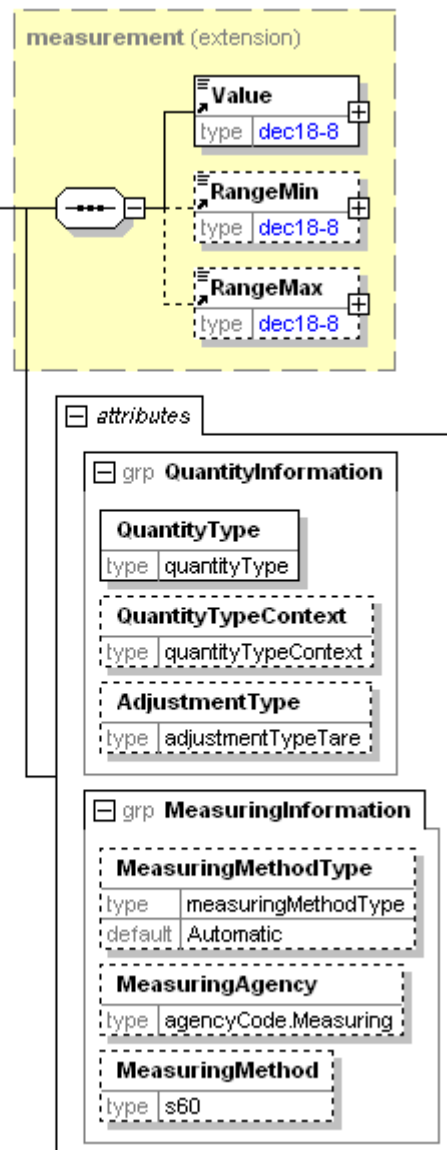 measurement (extension)
Value
type dec18-8
RangeMin
type dec18-8
RangeMax
type dec18-8
attributes
grp QuantityInformation
QuantityType
type quantityType
QuantityTypeContext
type quantityTypeContext
AdjustmentType
type adjustmentTypeTare
grp MeasuringInformation
MeasuringMethodType
type measuringMethodType
default Automatic
MeasuringAgency
type agencyCode.Measuring
MeasuringMethod
type s60